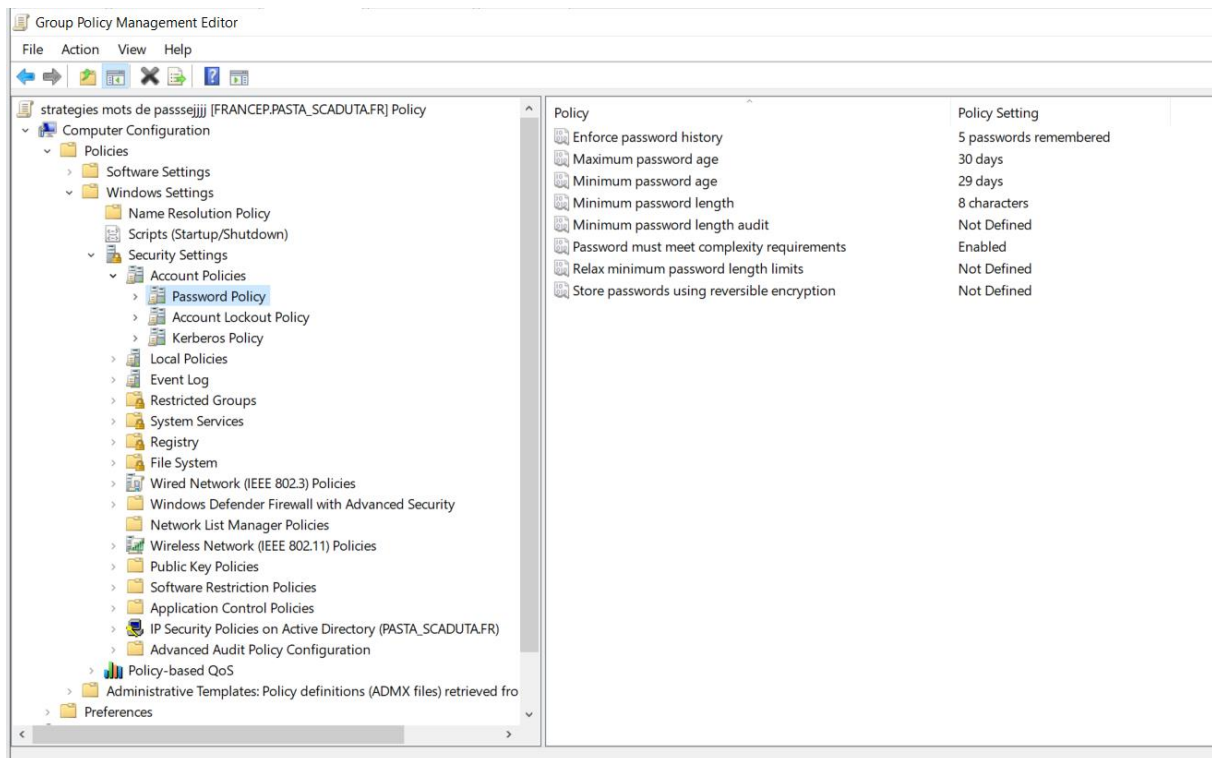 Group Policy Management Editor
File Action View Help
strategies mots de passsejjjj [FRANCEP.PASTA_SCADUTA.FR] Policy
Computer Configuration
Policies
Software Settings
Windows Settings
Name Resolution Policy
Scripts (Startup/Shutdown)
Security Settings
Account Policies
Password Policy
Account Lockout Policy
Kerberos Policy
Local Policies
Event Log
Restricted Groups
System Services
Registry
File System
Wired Network (IEEE 802.3) Policies
Windows Defender Firewall with Advanced Security
Network List Manager Policies
Wireless Network (IEEE 802.11) Policies
Public Key Policies
Software Restriction Policies
Application Control Policies
IP Security Policies on Active Directory (PASTA_SCADUTA.FR)
Advanced Audit Policy Configuration
Policy-based QoS
Administrative Templates: Policy definitions (ADMX files) retrieved fro
Preferences
Policy Policy Setting
Enforce password history 5 passwords remembered
Maximum password age 30 days
Minimum password age 29 days
Minimum password length 8 characters
Minimum password length audit Not Defined
Password must meet complexity requirements Enabled
Relax minimum password length limits Not Defined
Store passwords using reversible encryption Not Defined